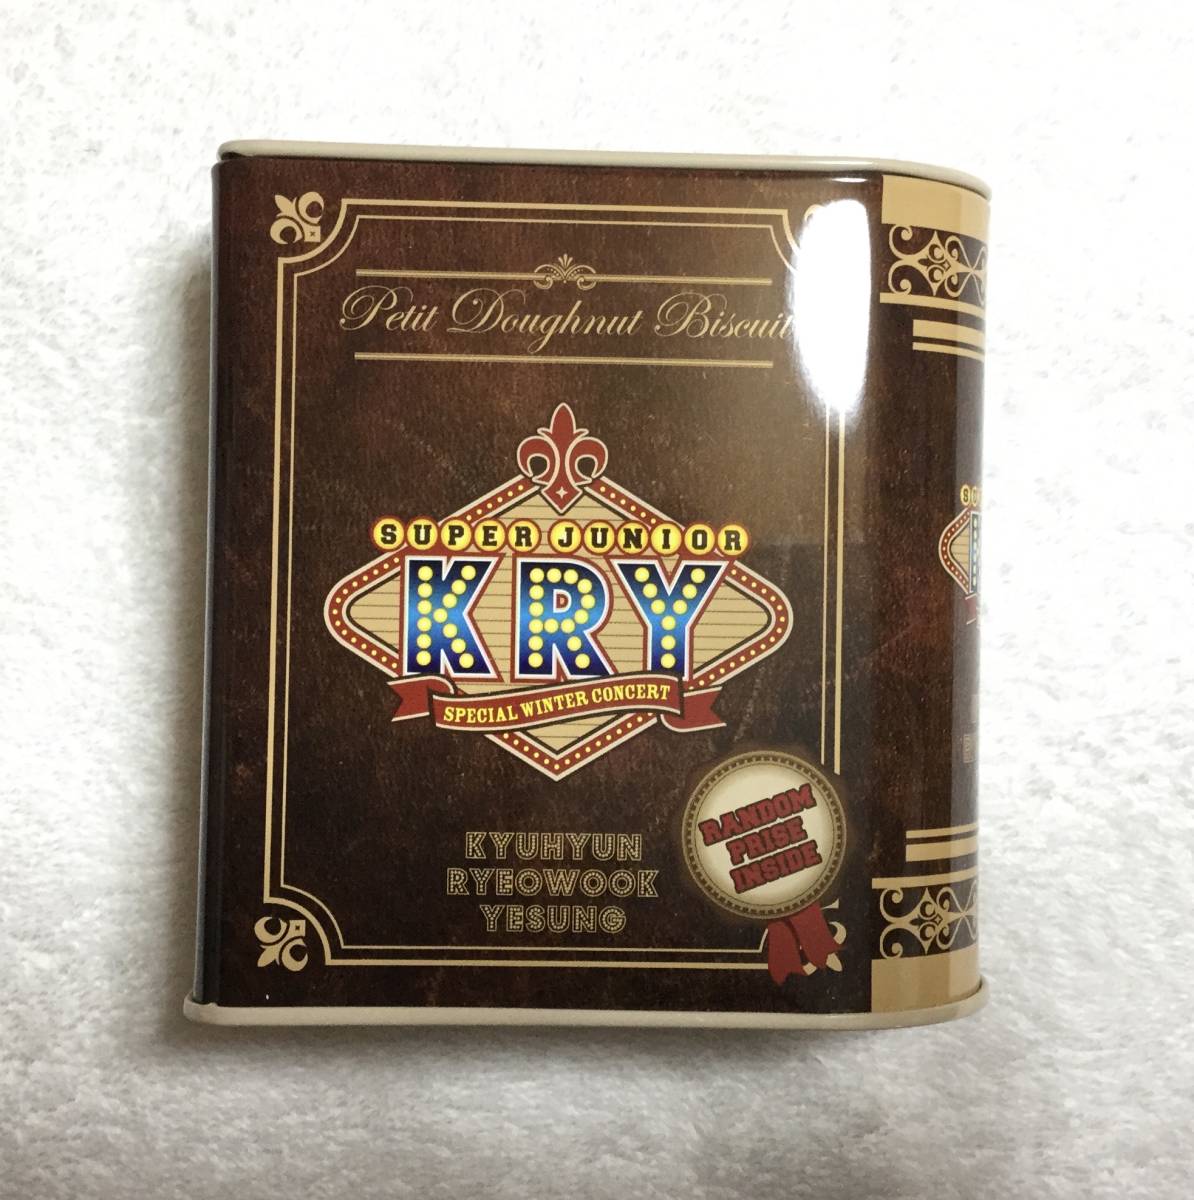 Petit Doughnut Biscuit
SUPER JUNIOR
KRY
SPECIAL WINTER CONCERT
RANDOM
PRISE
INSIDE
KYUHYUN
RYEOWOOK
YESUNG